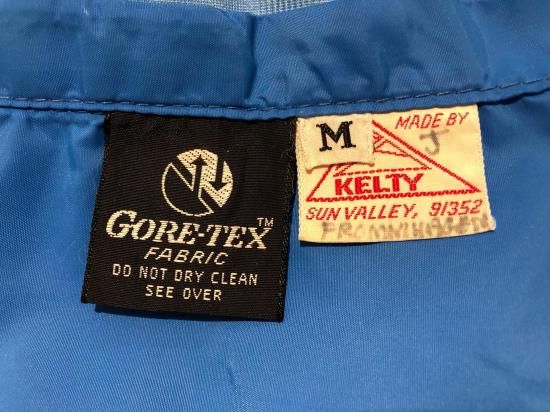 GORE-TEX™
FABRIC
DO NOT DRY CLEAN
SEE OVER
M
MADE BY
J
KELTY
SUN VALLEY, 91352